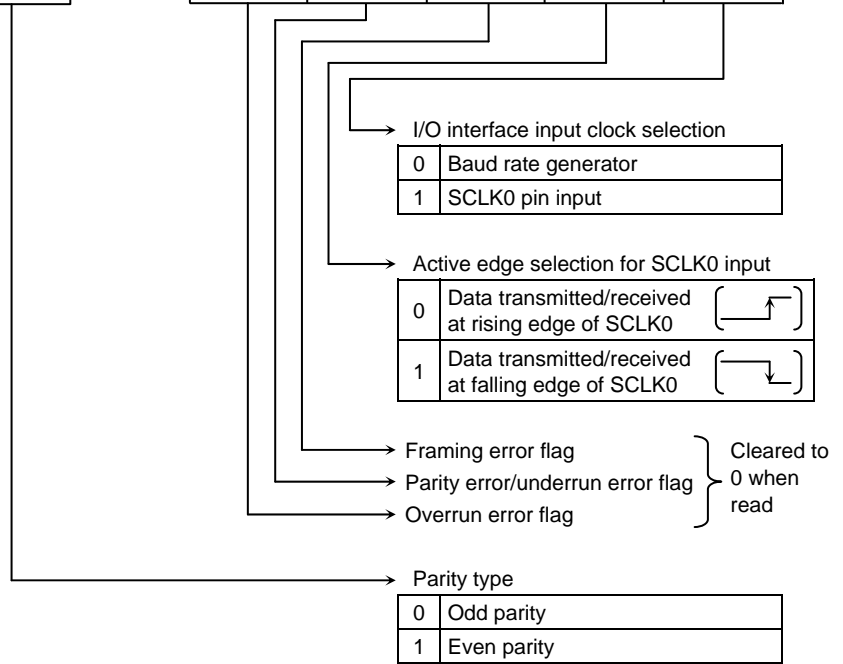 I/O interface input clock selection
0 Baud rate generator
1 SCLK0 pin input
Active edge selection for SCLK0 input
0 Data transmitted/received
at rising edge of SCLK0
1 Data transmitted/received
at falling edge of SCLK0
Framing error flag
Parity error/underrun error flag
Overrun error flag
Cleared to
0 when
read
Parity type
0 Odd parity
1 Even parity